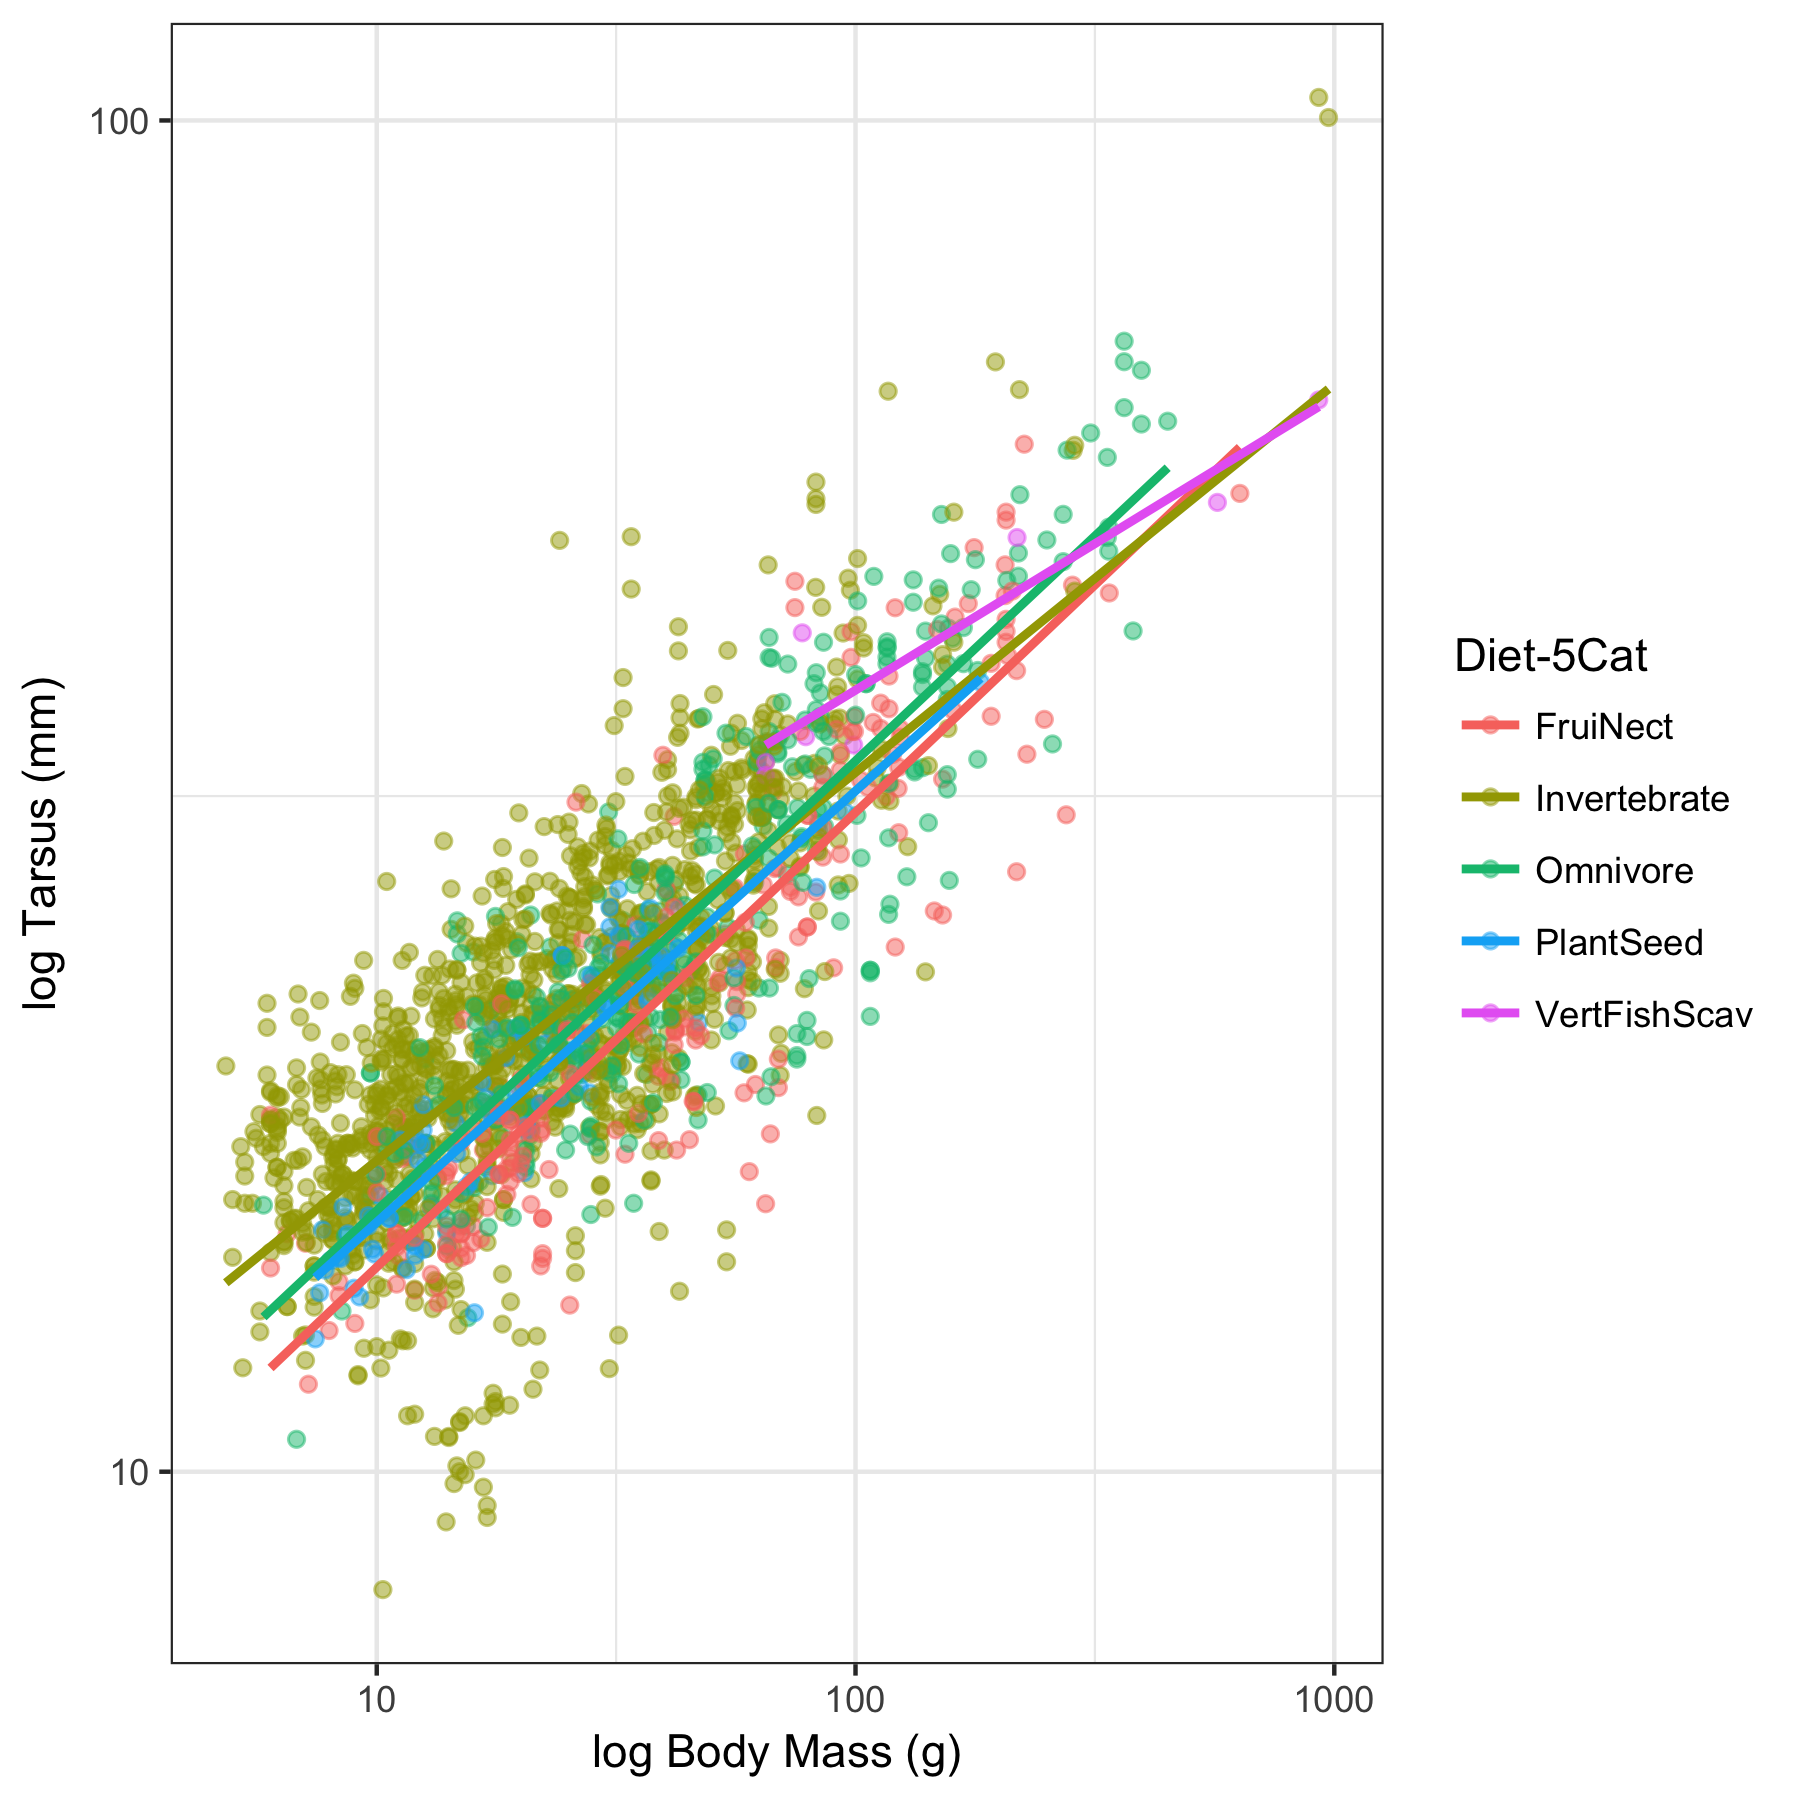 100
10
log Tarsus (mm)
10
100
1000
log Body Mass (g)
Diet-5Cat
FruiNect
Invertebrate
Omnivore
PlantSeed
VertFishScav